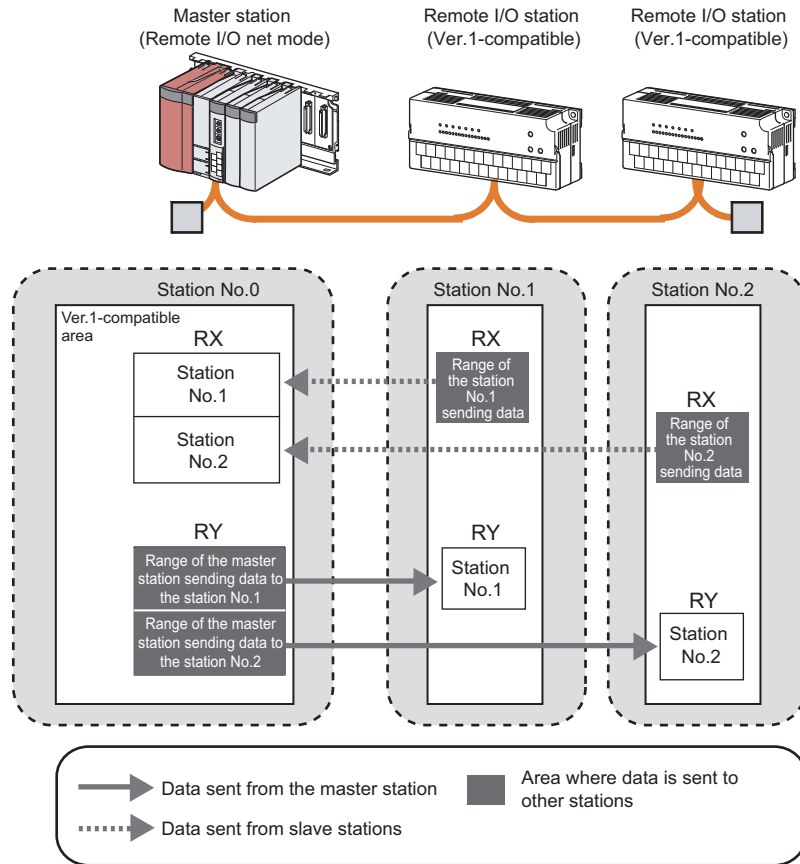 Master station
(Remote I/O net mode)
Remote I/O station
(Ver.1-compatible)
Remote I/O station
(Ver.1-compatible)
Station No.0
Station No.1
Station No.2
Ver.1-compatible
area
RX
Station
No.1
Station
No.2
RX
Range of
the station
No.1
sending data
RX
Range of
the station
No.2
sending data
RY
Range of the master
station sending data to
the station No.1
Range of the master
station sending data to
the station No.2
RY
Station
No.1
RY
Station
No.2
Data sent from the master station
Area where data is sent to
other stations
Data sent from slave stations